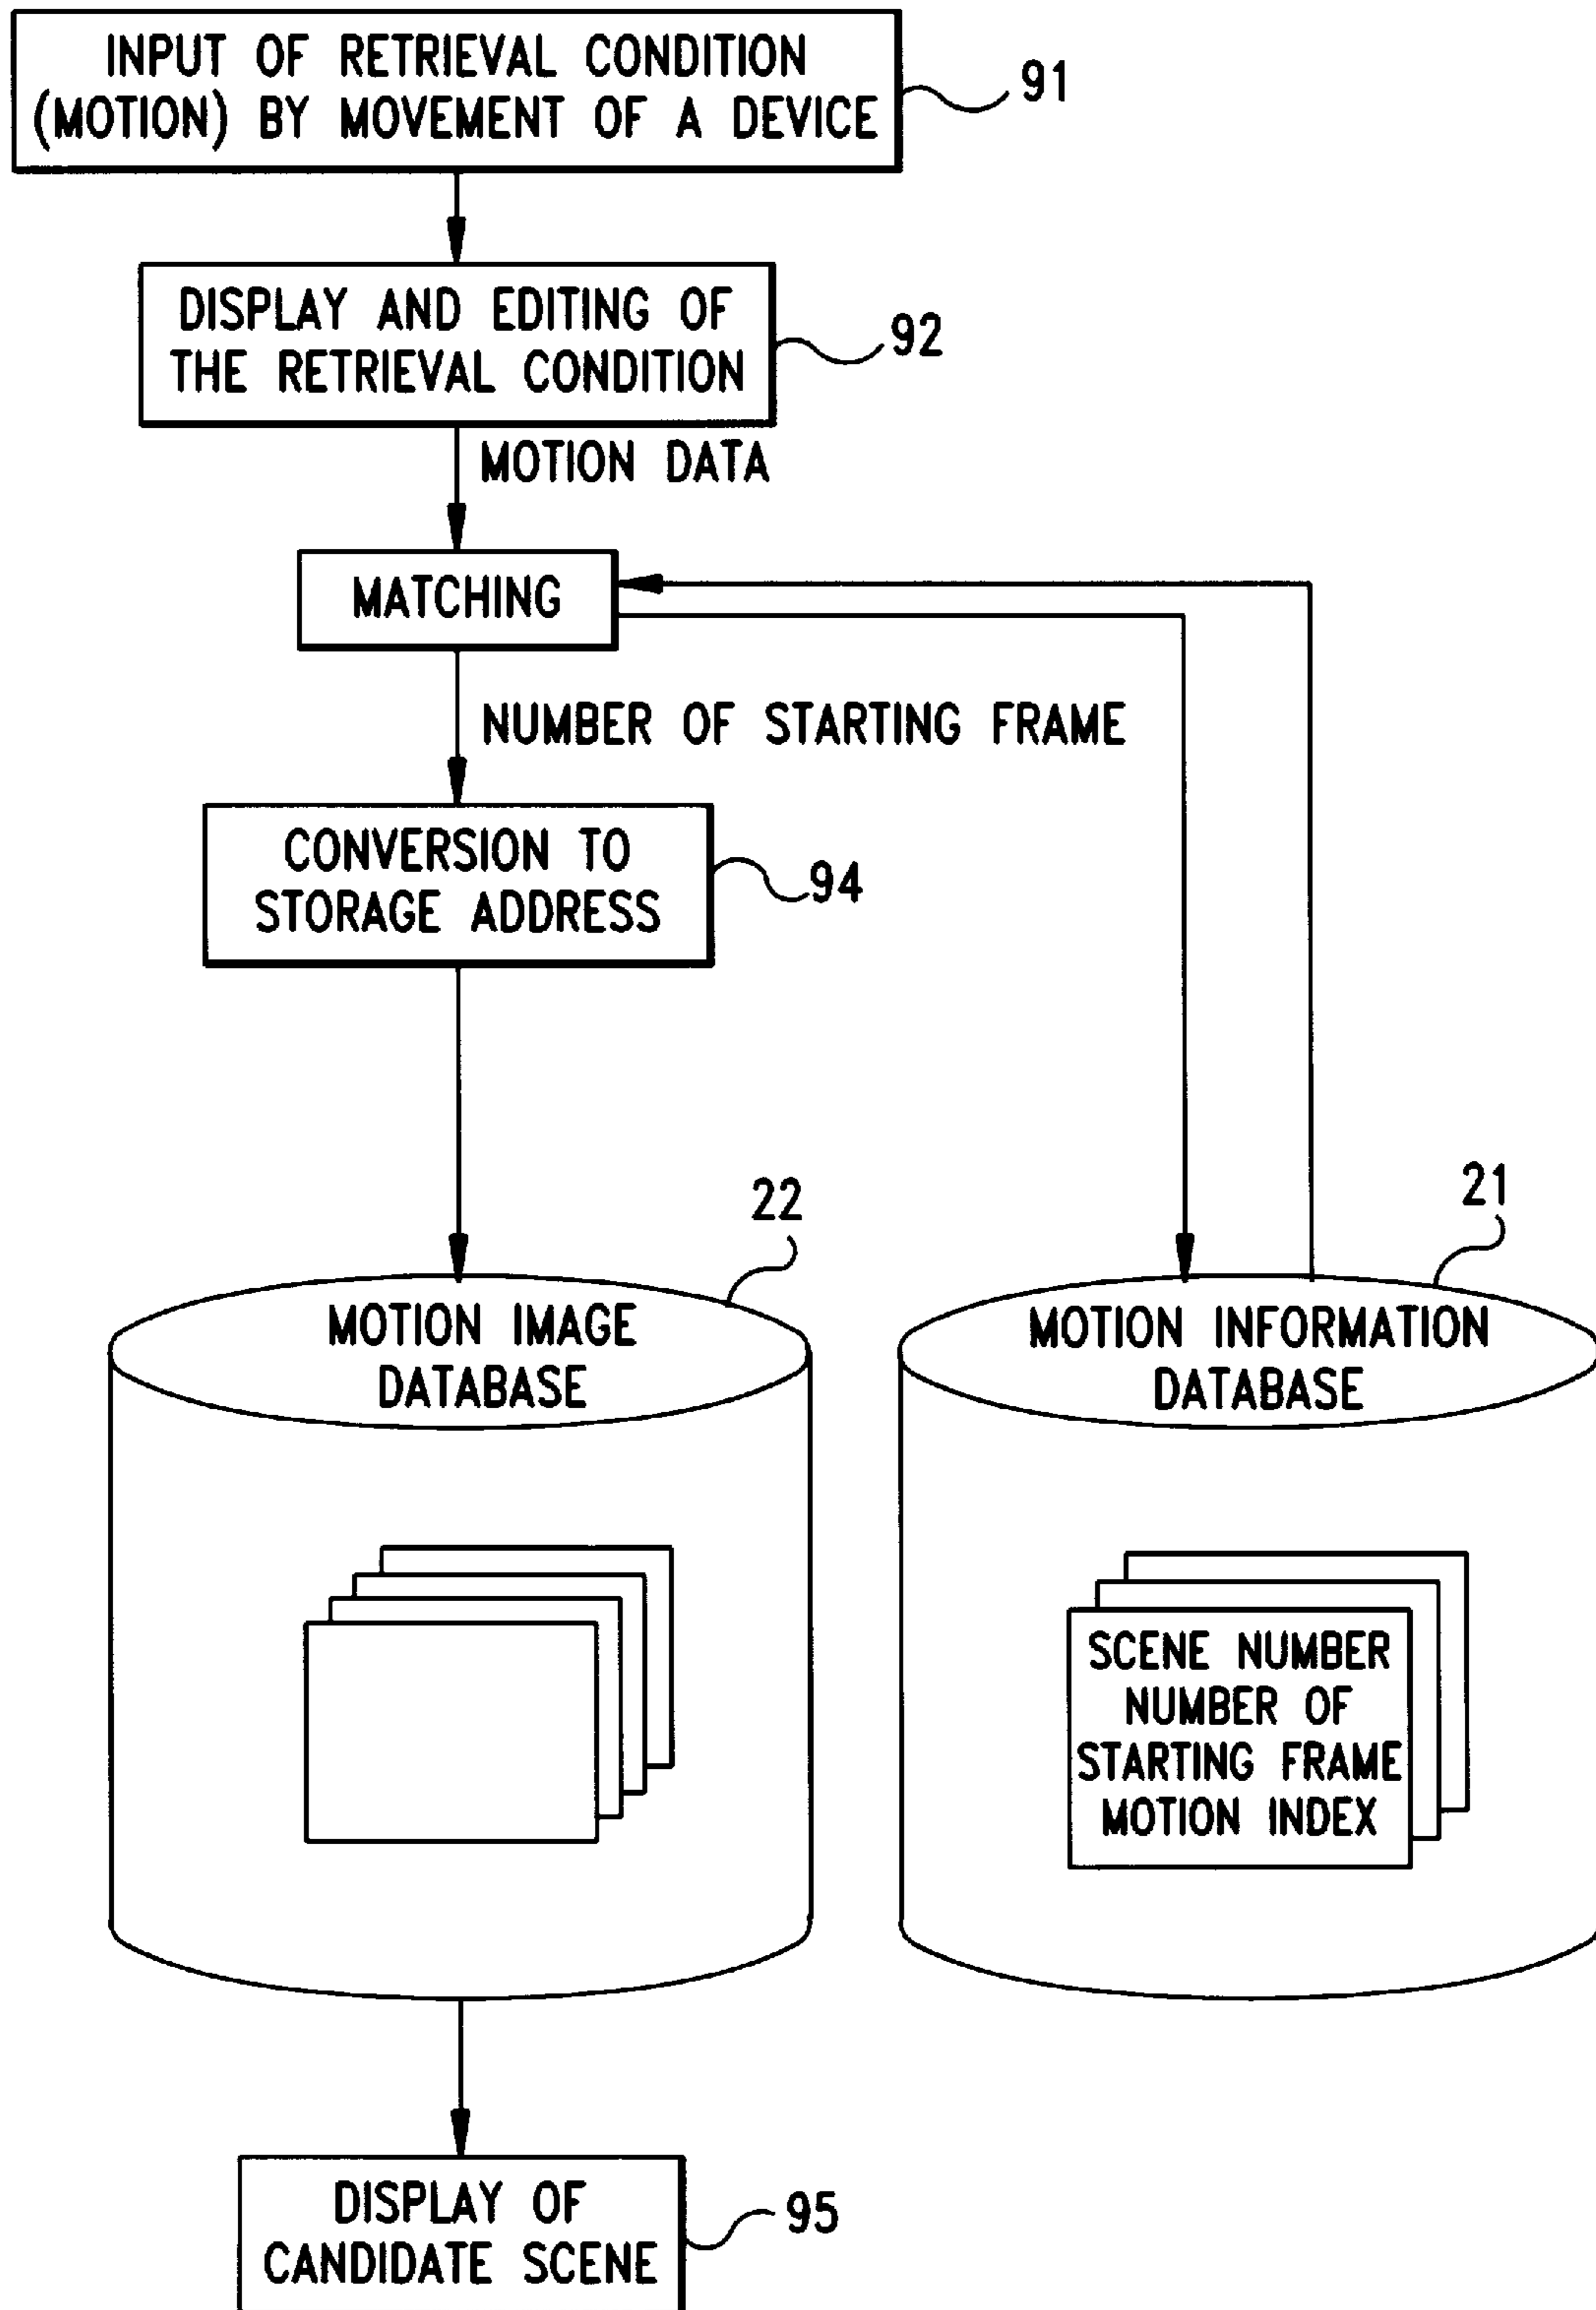 INPUT OF RETRIEVAL CONDITION
(MOTION) BY MOVEMENT OF A DEVICE
91
DISPLAY AND EDITING OF
THE RETRIEVAL CONDITION
92
MOTION DATA
MATCHING
NUMBER OF STARTING FRAME
CONVERSION TO
STORAGE ADDRESS
94
22
MOTION IMAGE
DATABASE
21
MOTION INFORMATION
DATABASE
SCENE NUMBER
NUMBER OF
STARTING FRAME
MOTION INDEX
DISPLAY OF
CANDIDATE SCENE
95